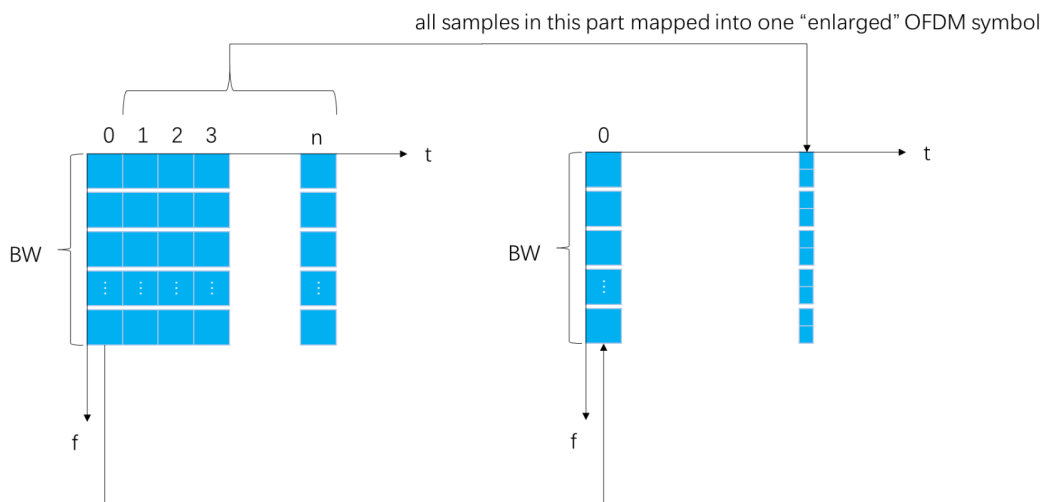 all samples in this part mapped into one “enlarged” OFDM symbol
0 1 2 3 n
t
BW
⋮ ⋮ ⋮ ⋮ ⋮
f
0
t
BW
⋮
f